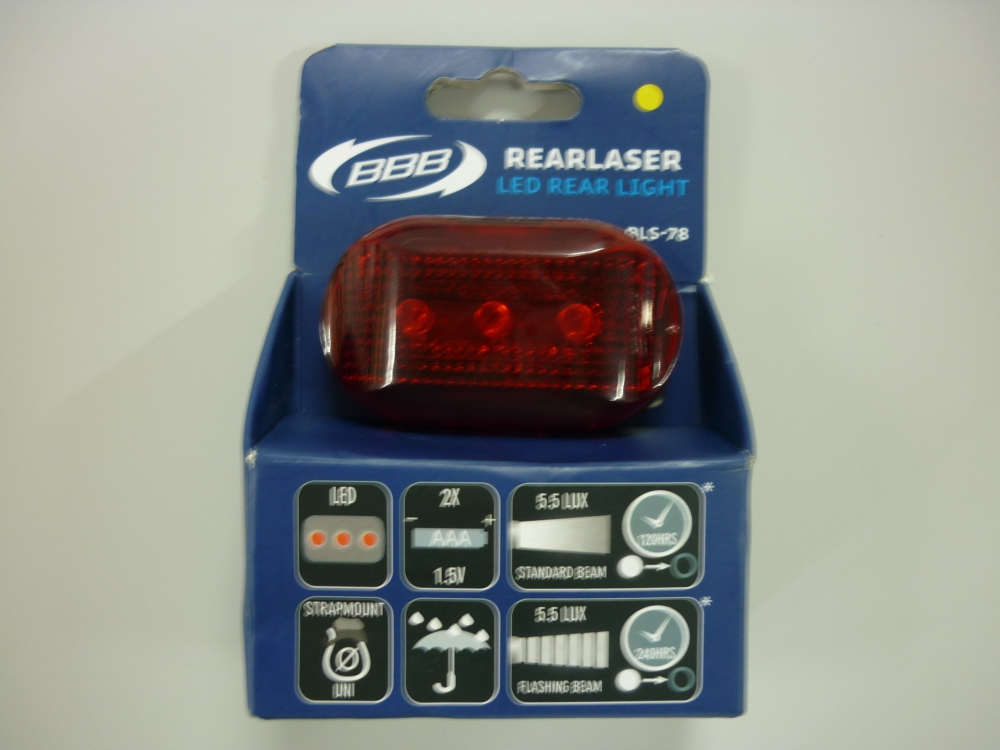 BBB
REARLASER
LED REAR LIGHT
BLS-78
LED
2X
- +
AAA
1.5V
5.5 LUX
120HRS
STANDARD BEAM
*
STRAPMOUNT
UNI
5.5 LUX
240HRS
FLASHING BEAM
*